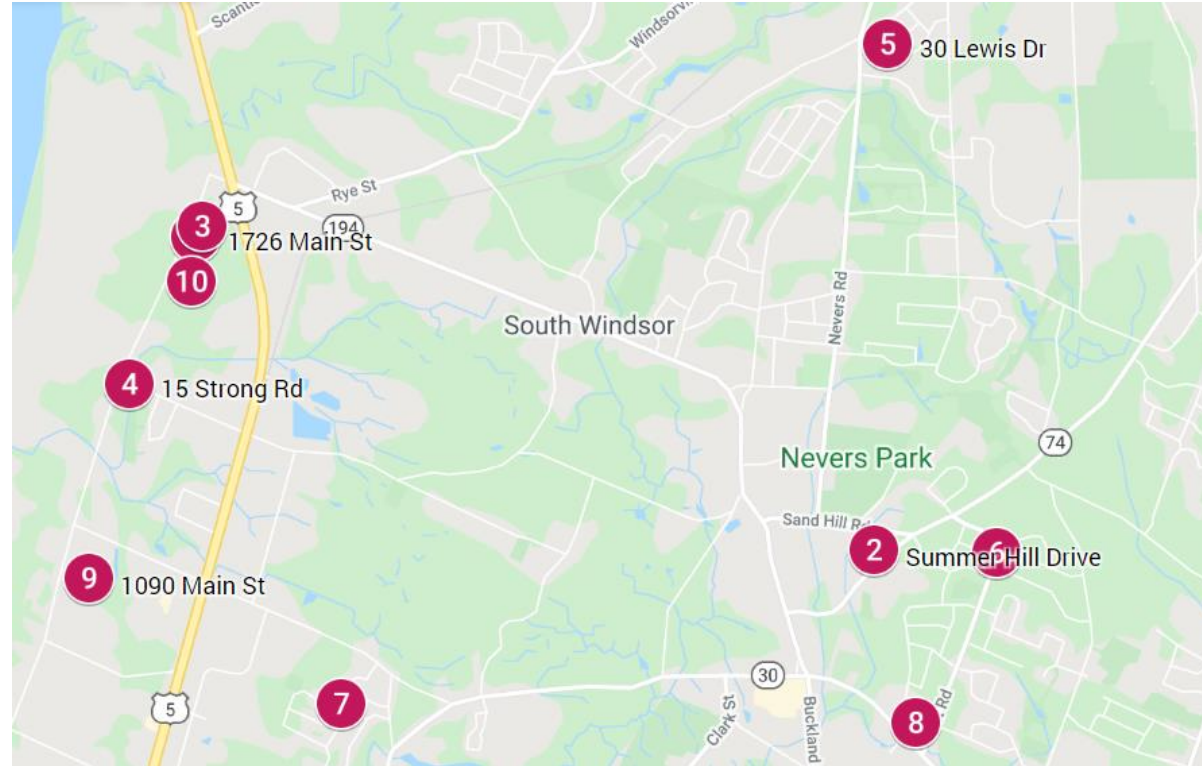 5
30 Lewis Dr
Rye St
5
194
3
1726 Main St
10
South Windsor
Nevers Rd
4
15 Strong Rd
74
Nevers Park
Sand Hill Rd
2
Summer Hill Drive
6
9
1090 Main St
30
7
5
Clark St
Buckland
8
Rd